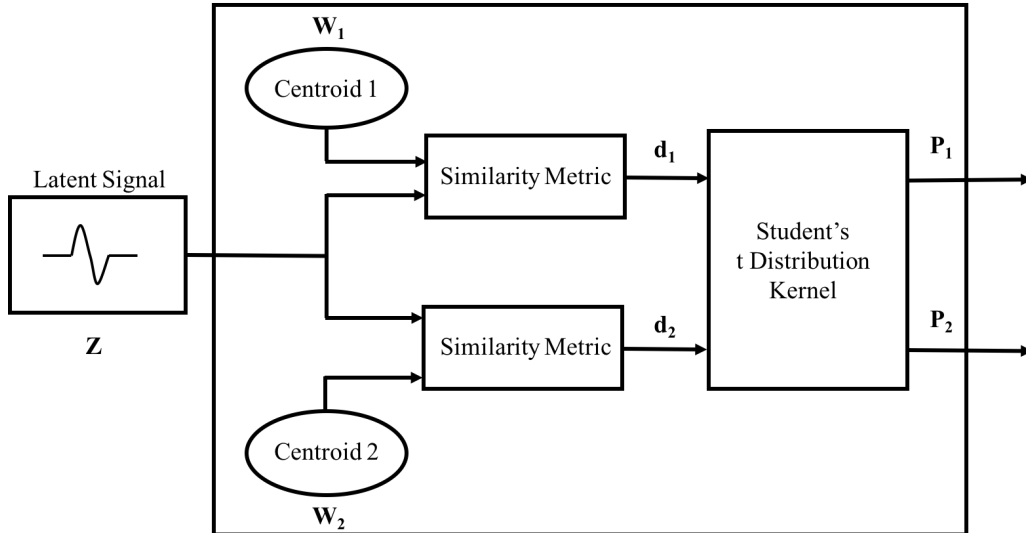 W₁
Centroid 1
Latent Signal
Z
Similarity Metric
d₁
Similarity Metric
d₂
Centroid 2
W₂
Student's
t Distribution
Kernel
P₁
P₂